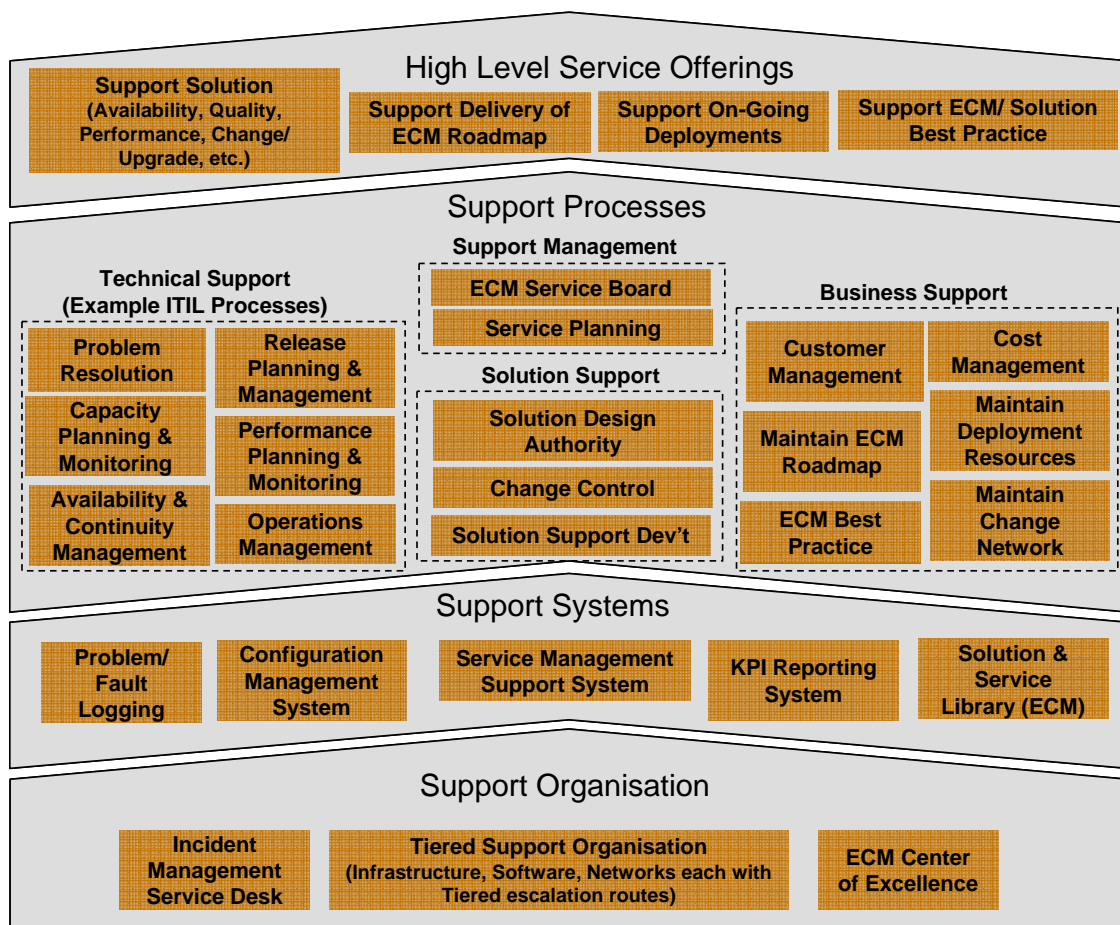 High Level Service Offerings
Support Solution
(Availability, Quality,
Performance, Change/
Upgrade, etc.)
Support Delivery of
ECM Roadmap
Support On-Going
Deployments
Support ECM/ Solution
Best Practice
Support Processes
Technical Support
(Example ITIL Processes)
Problem
Resolution
Capacity
Planning &
Monitoring
Availability &
Continuity
Management
Release
Planning &
Management
Performance
Planning &
Monitoring
Operations
Management
Support Management
ECM Service Board
Service Planning
Solution Support
Solution Design
Authority
Change Control
Solution Support Dev't
Business Support
Customer
Management
Maintain ECM
Roadmap
ECM Best
Practice
Cost
Management
Maintain
Deployment
Resources
Maintain
Change
Network
Support Systems
Problem/
Fault
Logging
Configuration
Management
System
Service Management
Support System
KPI Reporting
System
Solution &
Service
Library (ECM)
Support Organisation
Incident
Management
Service Desk
Tiered Support Organisation
(Infrastructure, Software, Networks each with
Tiered escalation routes)
ECM Center
of Excellence